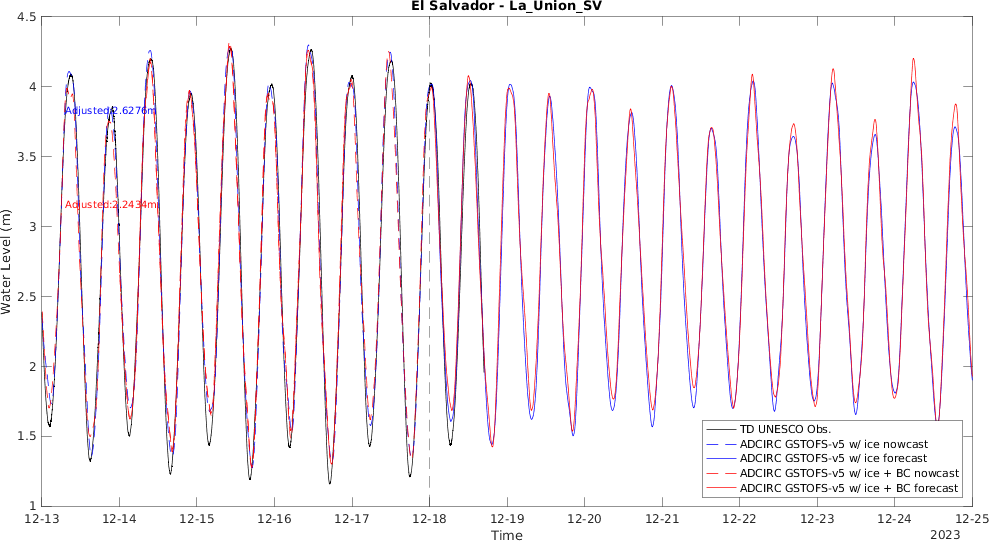 El Salvador - La_Union_SV
4.5
4
3.5
3
2.5
2
1.5
1
Water Level (m)
Adjusted:2.6276m
Adjusted:2.2434m
TD UNESCO Obs.
ADCIRC GSTOFS-v5 w/ ice nowcast
ADCIRC GSTOFS-v5 w/ ice forecast
ADCIRC GSTOFS-v5 w/ ice + BC nowcast
ADCIRC GSTOFS-v5 w/ ice + BC forecast
12-13 12-14 12-15 12-16 12-17 12-18 12-19 12-20 12-21 12-22 12-23 12-24 12-25
Time
2023